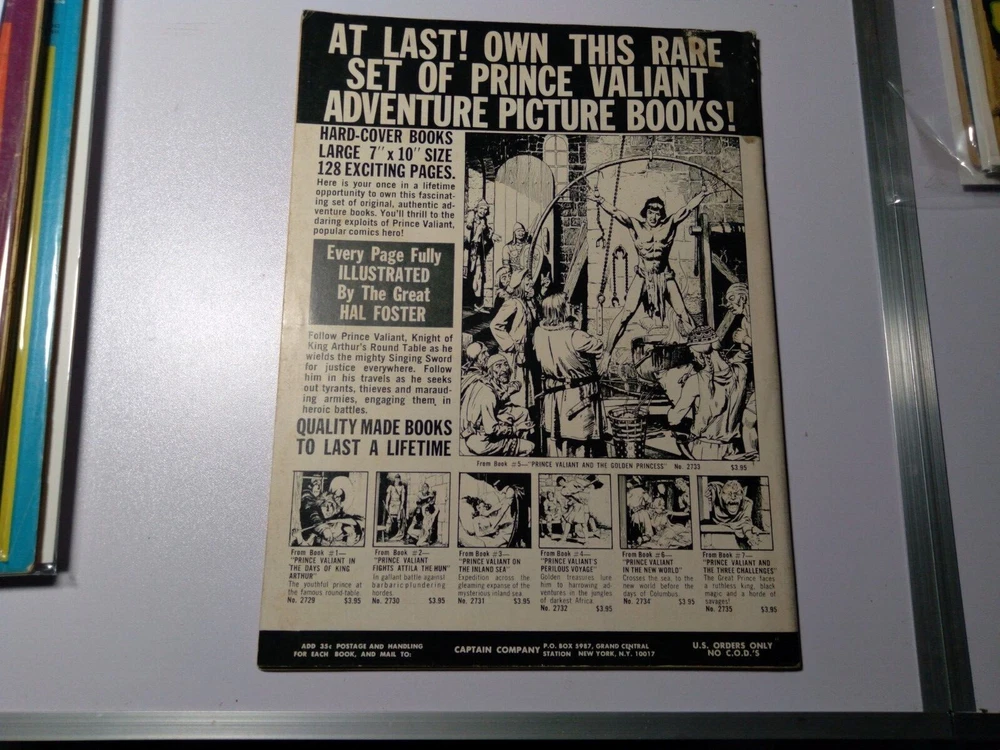 AT LAST! OWN THIS RARE
SET OF PRINCE VALIANT
ADVENTURE PICTURE BOOKS!
HARD-COVER BOOKS
LARGE 7" x 10" SIZE
128 EXCITING PAGES.
Here is your once in a lifetime
opportunity to own this fascinat-
ing set of original, authentic ad-
venture books. You'll thrill to the
daring exploits of Prince Valiant,
popular comics hero!
Every Page Fully
ILLUSTRATED
By The Great
HAL FOSTER
Follow Prince Valiant, Knight of
King Arthur's Round Table as he
wields the mighty Singing Sword
for justice everywhere. Follow
him in his travels as he seeks
out tyrants, thieves and maraud-
ing armies, engaging them in
heroic battles.
QUALITY MADE BOOKS
TO LAST A LIFETIME
From Book #5—"PRINCE VALIANT AND THE GOLDEN PRINCESS" No. 2733 $3.95
From Book #1—
"PRINCE VALIANT IN
THE DAYS OF KING
ARTHUR"
The youthful prince at
the famous round-table.
No. 2729 $3.95
From Book #2—
"PRINCE VALIANT
FIGHTS ATTILA THE HUN"
In gallant battle against
barbaric plundering
hordes.
No. 2730 $3.95
From Book #3—
"PRINCE VALIANT ON
THE INLAND SEA"
Expedition across the
gleaming expanse of the
mysterious inland sea.
No. 2731 $3.95
From Book #4—
"PRINCE VALIANT'S
PERILOUS VOYAGE"
Golden treasures lure
him to harrowing ad-
ventures in the jungles
of darkest Africa.
No. 2732 $3.95
From Book #6—
"PRINCE VALIANT
IN THE NEW WORLD"
Crosses the sea, to the
new world before the
days of Columbus.
No. 2734 $3.95
From Book #7—
"PRINCE VALIANT AND
THE THREE CHALLENGES"
The Great Prince faces
a ruthless king, black
magic and a horde of
savages!
No. 2735 $3.95
ADD 35¢ POSTAGE AND HANDLING
FOR EACH BOOK, AND MAIL TO:
CAPTAIN COMPANY P.O. BOX 5987, GRAND CENTRAL
STATION NEW YORK, N.Y. 10017
U.S. ORDERS ONLY
NO C.O.D.'S